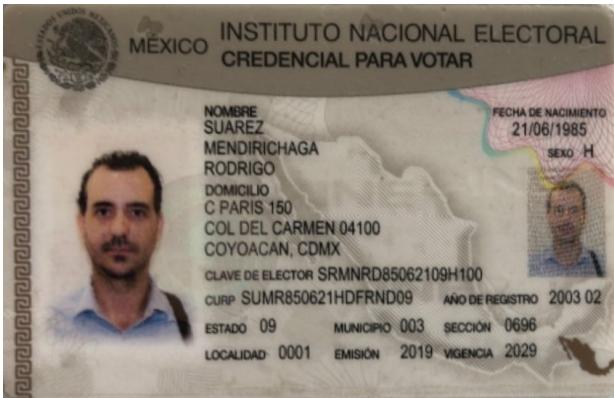 MÉXICO
INSTITUTO NACIONAL ELECTORAL
CREDENCIAL PARA VOTAR
NOMBRE
SUAREZ
MENDIRICHAGA
RODRIGO
FECHA DE NACIMIENTO
21/06/1985
SEXO H
DOMICILIO
C PARIS 150
COL DEL CARMEN 04100
COYOACAN, CDMX
CLAVE DE ELECTOR SRMNRD85062109H100
CURP SUMR850621HDFRND09 AÑO DE REGISTRO 2003 02
ESTADO 09 MUNICIPIO 003 SECCIÓN 0696
LOCALIDAD 0001 EMISIÓN 2019 VIGENCIA 2029